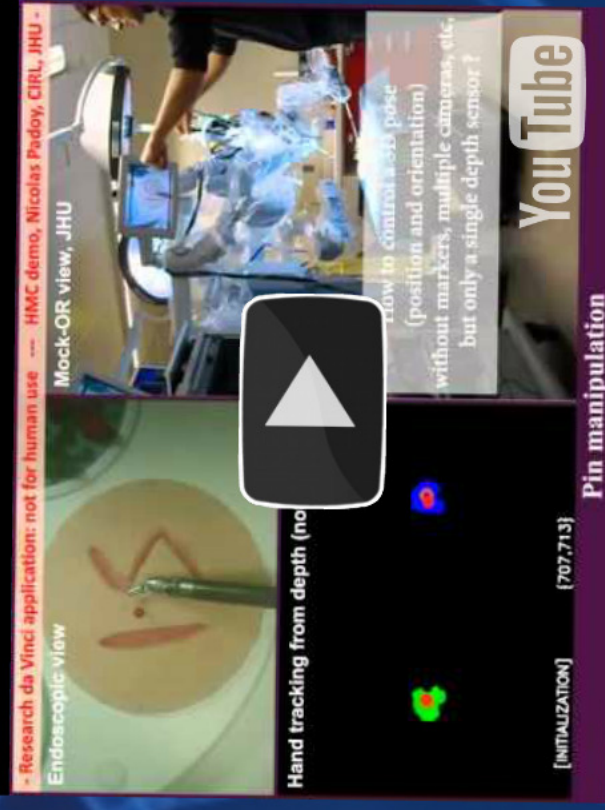 - Research da Vinci application: not for human use --- HMC demo, Nicolas Padoy, CIRL, JHU -
Endoscopic view
Mock-OR view, JHU
How to control a 3D pose
(position and orientation)
without markers, multiple cameras, etc,
but only a single depth sensor ?
YouTube
Hand tracking from depth (no
[INITIALIZATION]
{707,713}
Pin manipulation